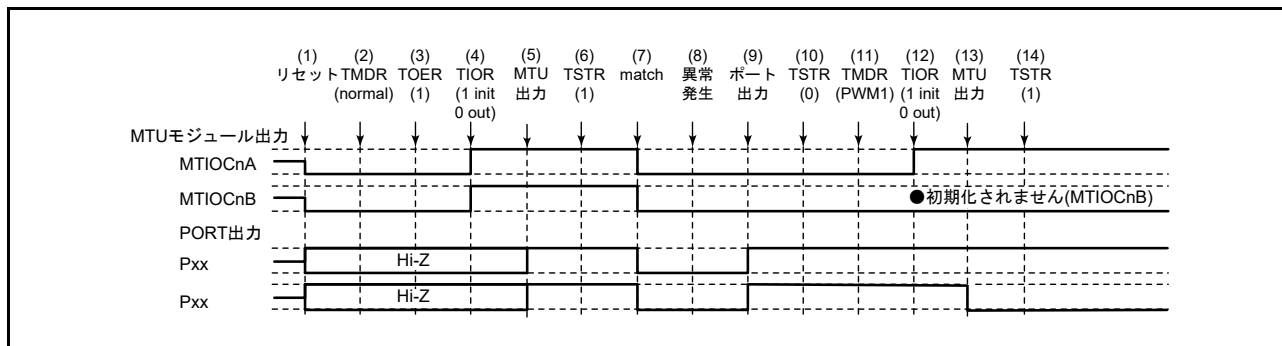 (1) (2) (3) (4) (5) (6) (7) (8) (9) (10) (11) (12) (13) (14)
リセット TMDR TOER TIOR MTU TSTR match 異常 ポート TSTR TMDR TIOR MTU TSTR
(normal) (1) (1 init 出力 (1) 発生 出力 (0) (PWM1) (1 init 出力 (1)
0 out) 0 out)
MTUモジュール出力
MTIOCnA
MTIOCnB ●初期化されません(MTIOCnB)
PORT出力
Pxx Hi-Z
Pxx Hi-Z